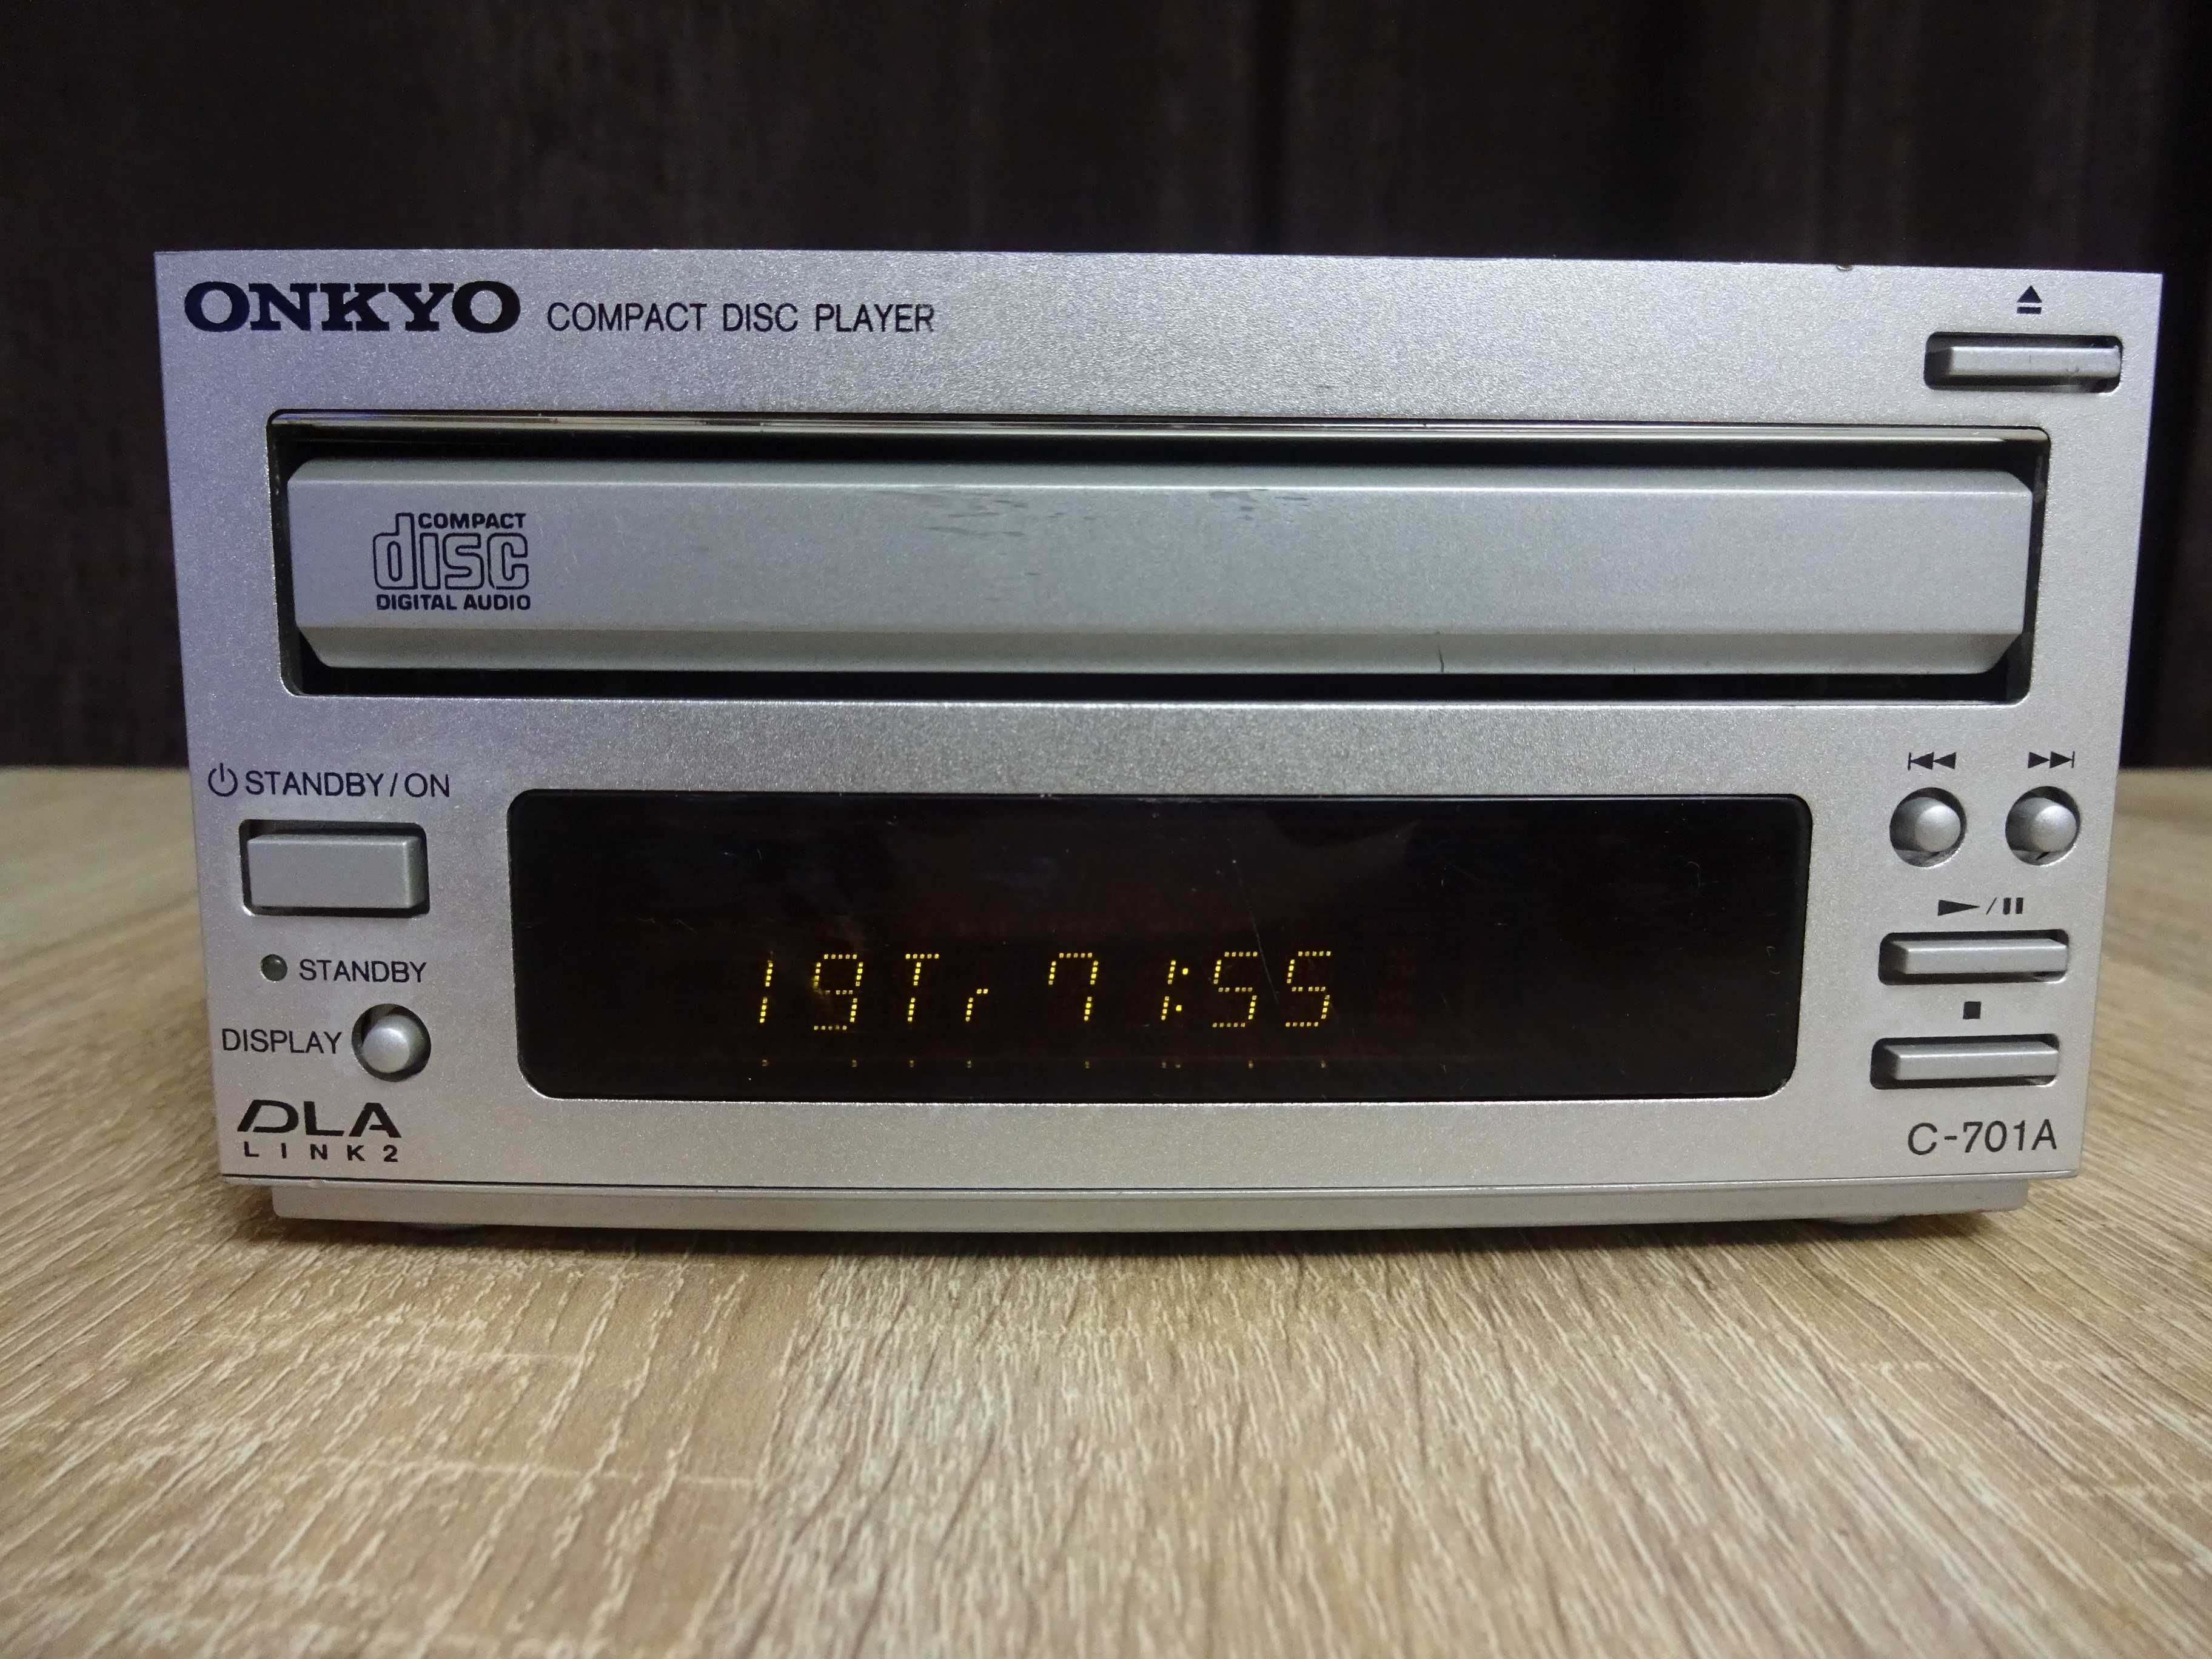 ONKYO COMPACT DISC PLAYER
COMPACT
disc
DIGITAL AUDIO
STANDBY/ON
STANDBY
19Tr 71:55
DISPLAY
DLA
LINK2
C-701A